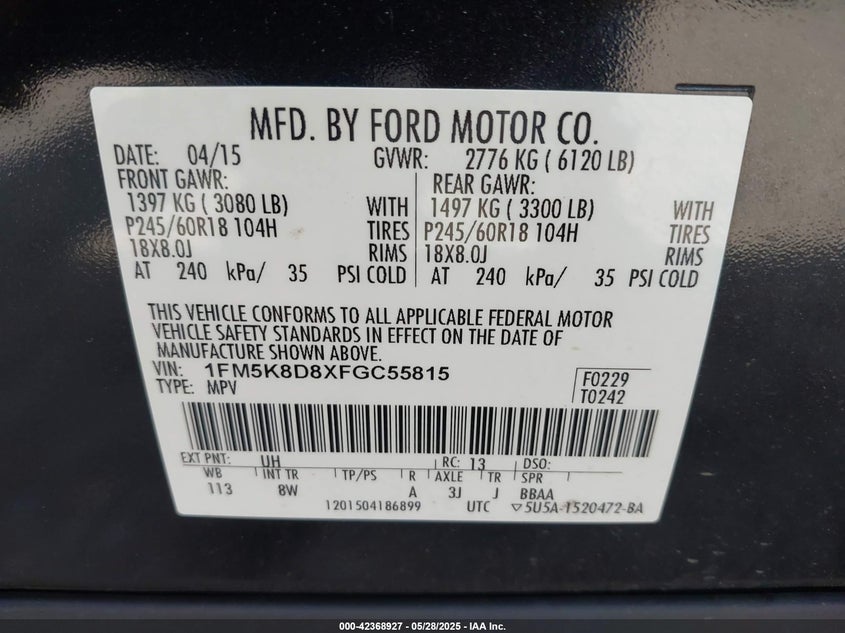 MFD. BY FORD MOTOR CO.
DATE: 04/15 GVWR: 2776 KG ( 6120 LB)
FRONT GAWR: REAR GAWR:
1397 KG ( 3080 LB) WITH 1497 KG ( 3300 LB) WITH
P245/60R18 104H TIRES P245/60R18 104H TIRES
18X8.0J RIMS 18X8.0J RIMS
AT 240 kPa/ 35 PSI COLD AT 240 kPa/ 35 PSI COLD
THIS VEHICLE CONFORMS TO ALL APPLICABLE FEDERAL MOTOR
VEHICLE SAFETY STANDARDS IN EFFECT ON THE DATE OF
MANUFACTURE SHOWN ABOVE.
VIN: 1FM5K8D8XFGC55815 F0229
TYPE: MPV T0242
EXT PNT: UH RC: 13 DSO:
WB INT TR TP/PS R AXLE TR SPR
113 8W A 3J J BBAA
1201504186899 UTC ▽5U5A-1520472-BA
000-42368927 / 05/28/2025 - IAA Inc.